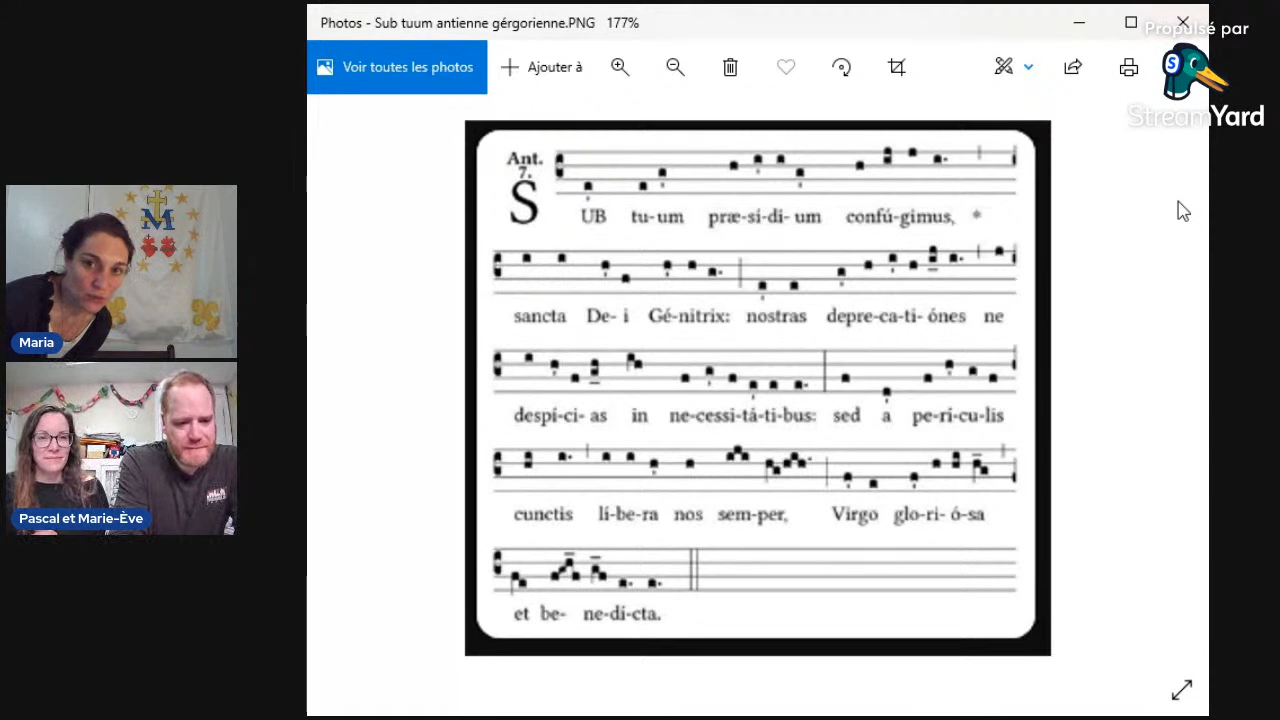 Photos - Sub tuum antienne gérgorienne.PNG 177%
Propulsé par
Voir toutes les photos
Ajouter à
S
StreamYard
Ant.
7.
SUB tu-um præ-si-di-um confú-gimus, *
sancta De-i Gé-nitrix: nostras depre-ca-ti-ónes ne
despí-ci-as in ne-cessi-tá-ti-bus: sed a pe-rí-cu-lis
cunctis lí-be-ra nos sem-per, Virgo glo-ri-ó-sa
et be- ne-dí-cta.
M
Maria
Pascal et Marie-Ève